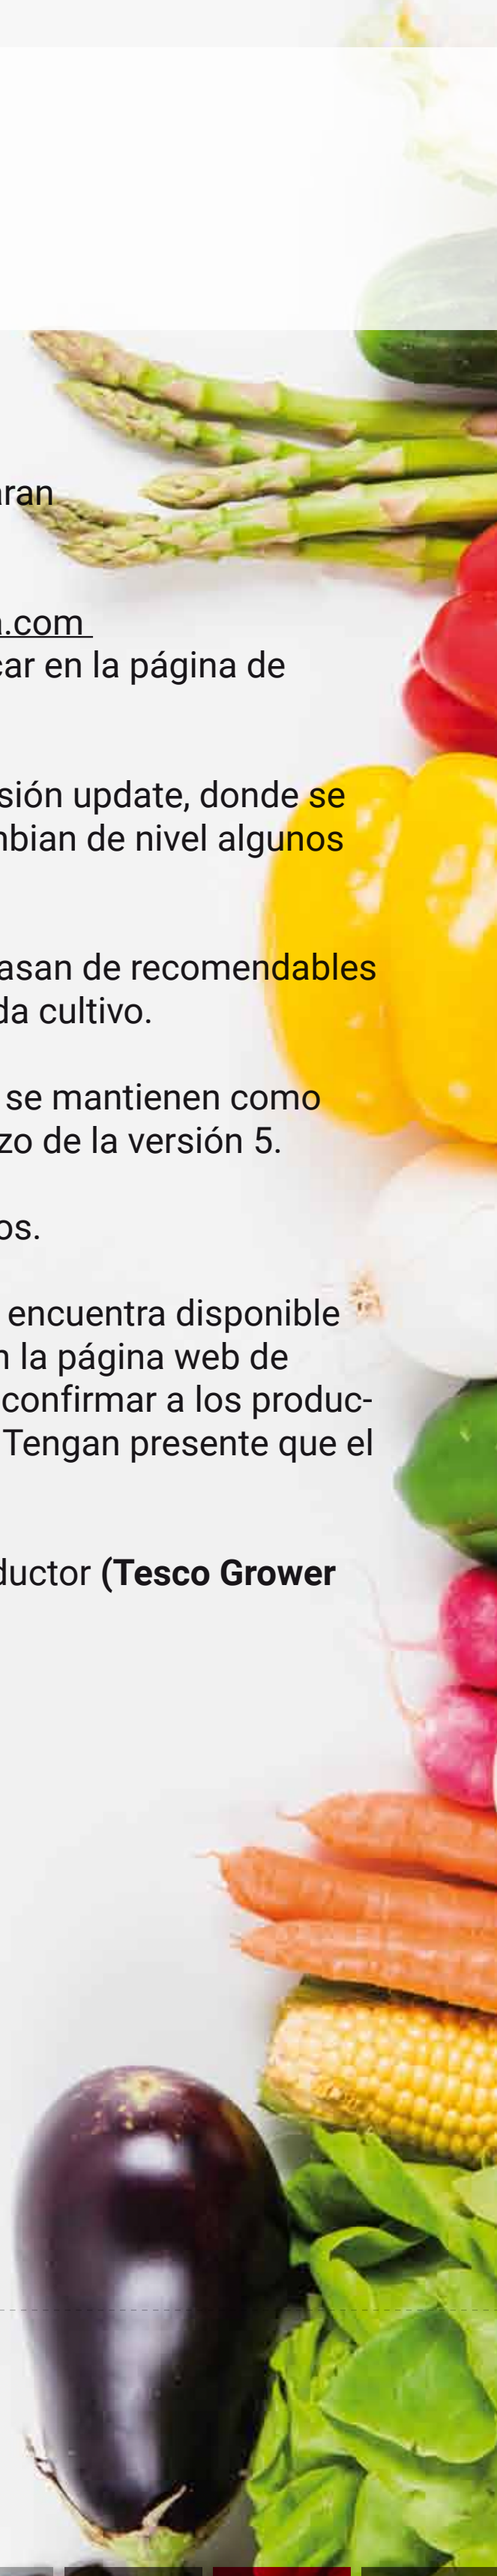 aran
a.com
car en la página de
sión update, donde se
mbian de nivel algunos
asan de recomendables
da cultivo.
se mantienen como
zo de la versión 5.
os.
encuentra disponible
n la página web de
confirmar a los produc-
Tengan presente que el
ductor (Tesco Grower